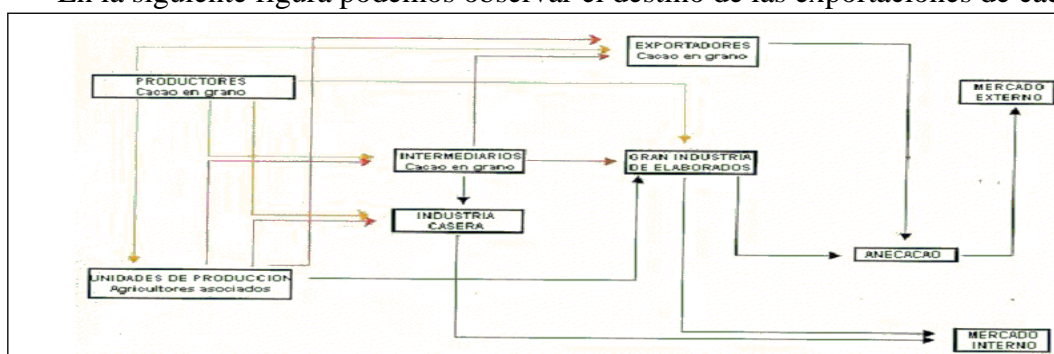 En la siguiente figura podemos observar el destino de las exportaciones de
EXPORTADORES
Cacao en grano
PRODUCTORES
Cacao en grano
MERCADO
EXTERNO
INTERMEDIARIOS
Cacao en grano
GRAN INDUSTRIA
DE ELABORADOS
INDUSTRIA
CASERA
ANECACAO
UNIDADES DE PRODUCCION
Agricultores asociados
MERCADO
INTERNO